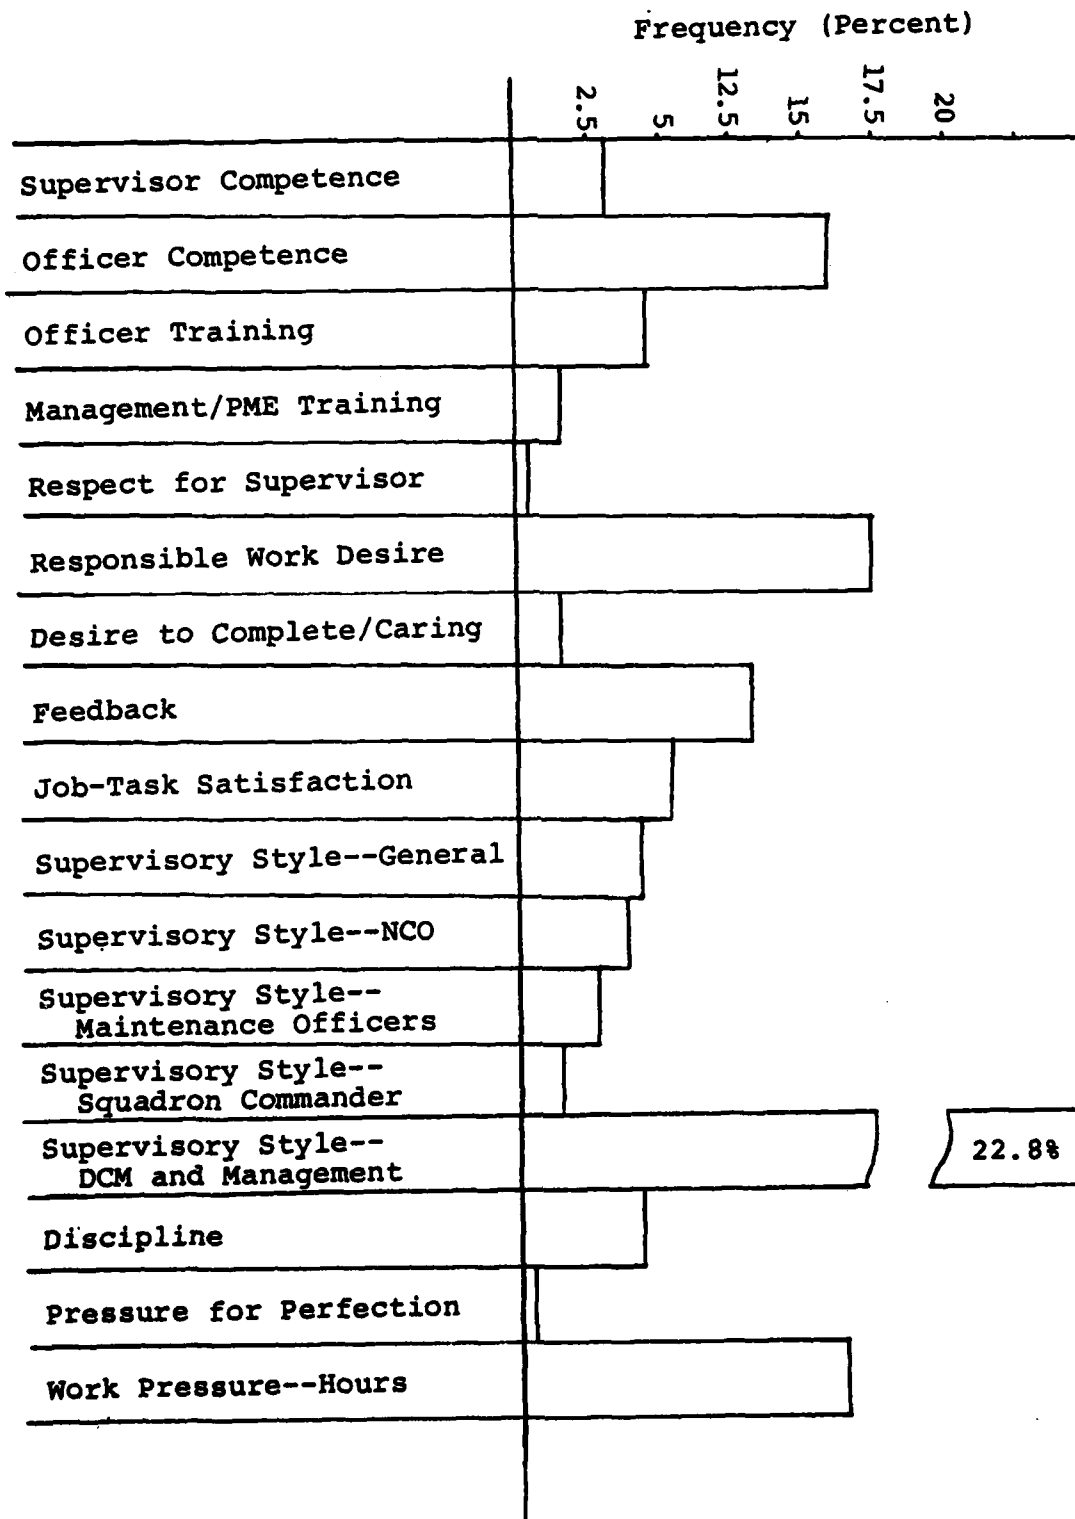 Frequency (Percent)
2.5 5 12.5 15 17.5 20
Supervisor Competence
Officer Competence
Officer Training
Management/PME Training
Respect for Supervisor
Responsible Work Desire
Desire to Complete/Caring
Feedback
Job-Task Satisfaction
Supervisory Style--General
Supervisory Style--NCO
Supervisory Style--
Maintenance Officers
Supervisory Style--
Squadron Commander
Supervisory Style--
DCM and Management
22.8%
Discipline
Pressure for Perfection
Work Pressure--Hours